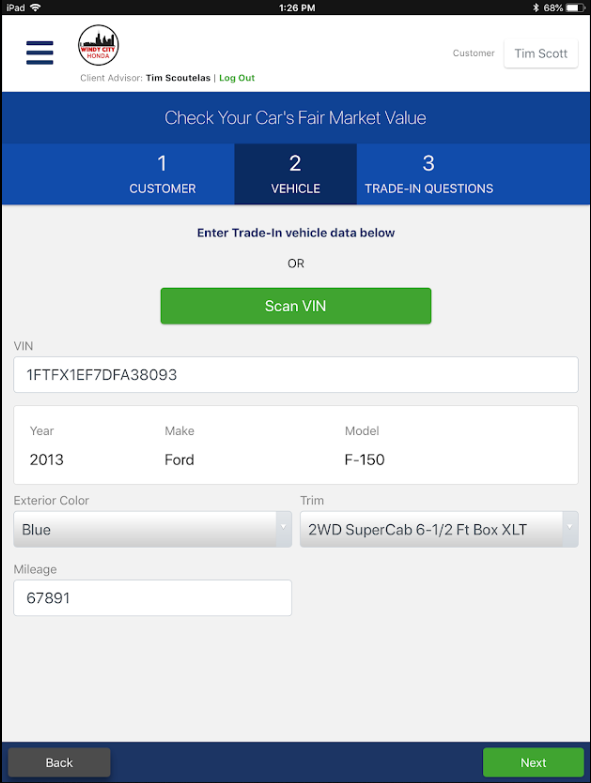 iPad 1:26 PM 68%
WINDY CITY
HONDA
Customer Tim Scott
Client Advisor: Tim Scoutelas | Log Out
Check Your Car's Fair Market Value
1 2 3
CUSTOMER VEHICLE TRADE-IN QUESTIONS
Enter Trade-In vehicle data below
OR
Scan VIN
VIN
1FTFX1EF7DFA38093
Year Make Model
2013 Ford F-150
Exterior Color Trim
Blue 2WD SuperCab 6-1/2 Ft Box XLT
Mileage
67891
Back Next